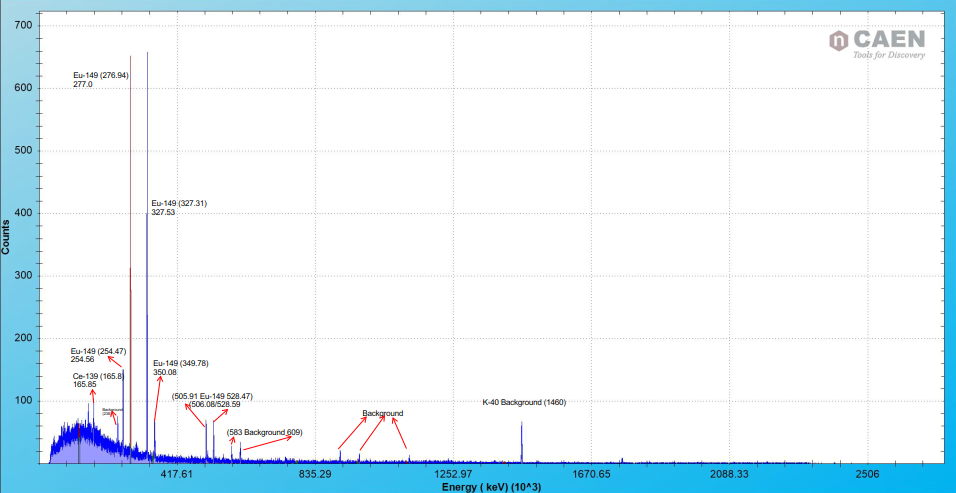 700
600
500
400
300
200
100
Counts
CAEN
Tools for Discovery
Eu-149 (276.94)
277.0
Eu-149 (327.31)
327.53
Eu-149 (254.47)
254.56
Eu-149 (349.78)
350.08
Ce-139 (165.8)
165.85
Background
(505.91 Eu-149 528.47)
(506.08/528.59
(583 Background 609)
Background
K-40 Background (1460)
417.61
835.29
1252.97
1670.65
2088.33
2506
Energy ( keV) (10^3)